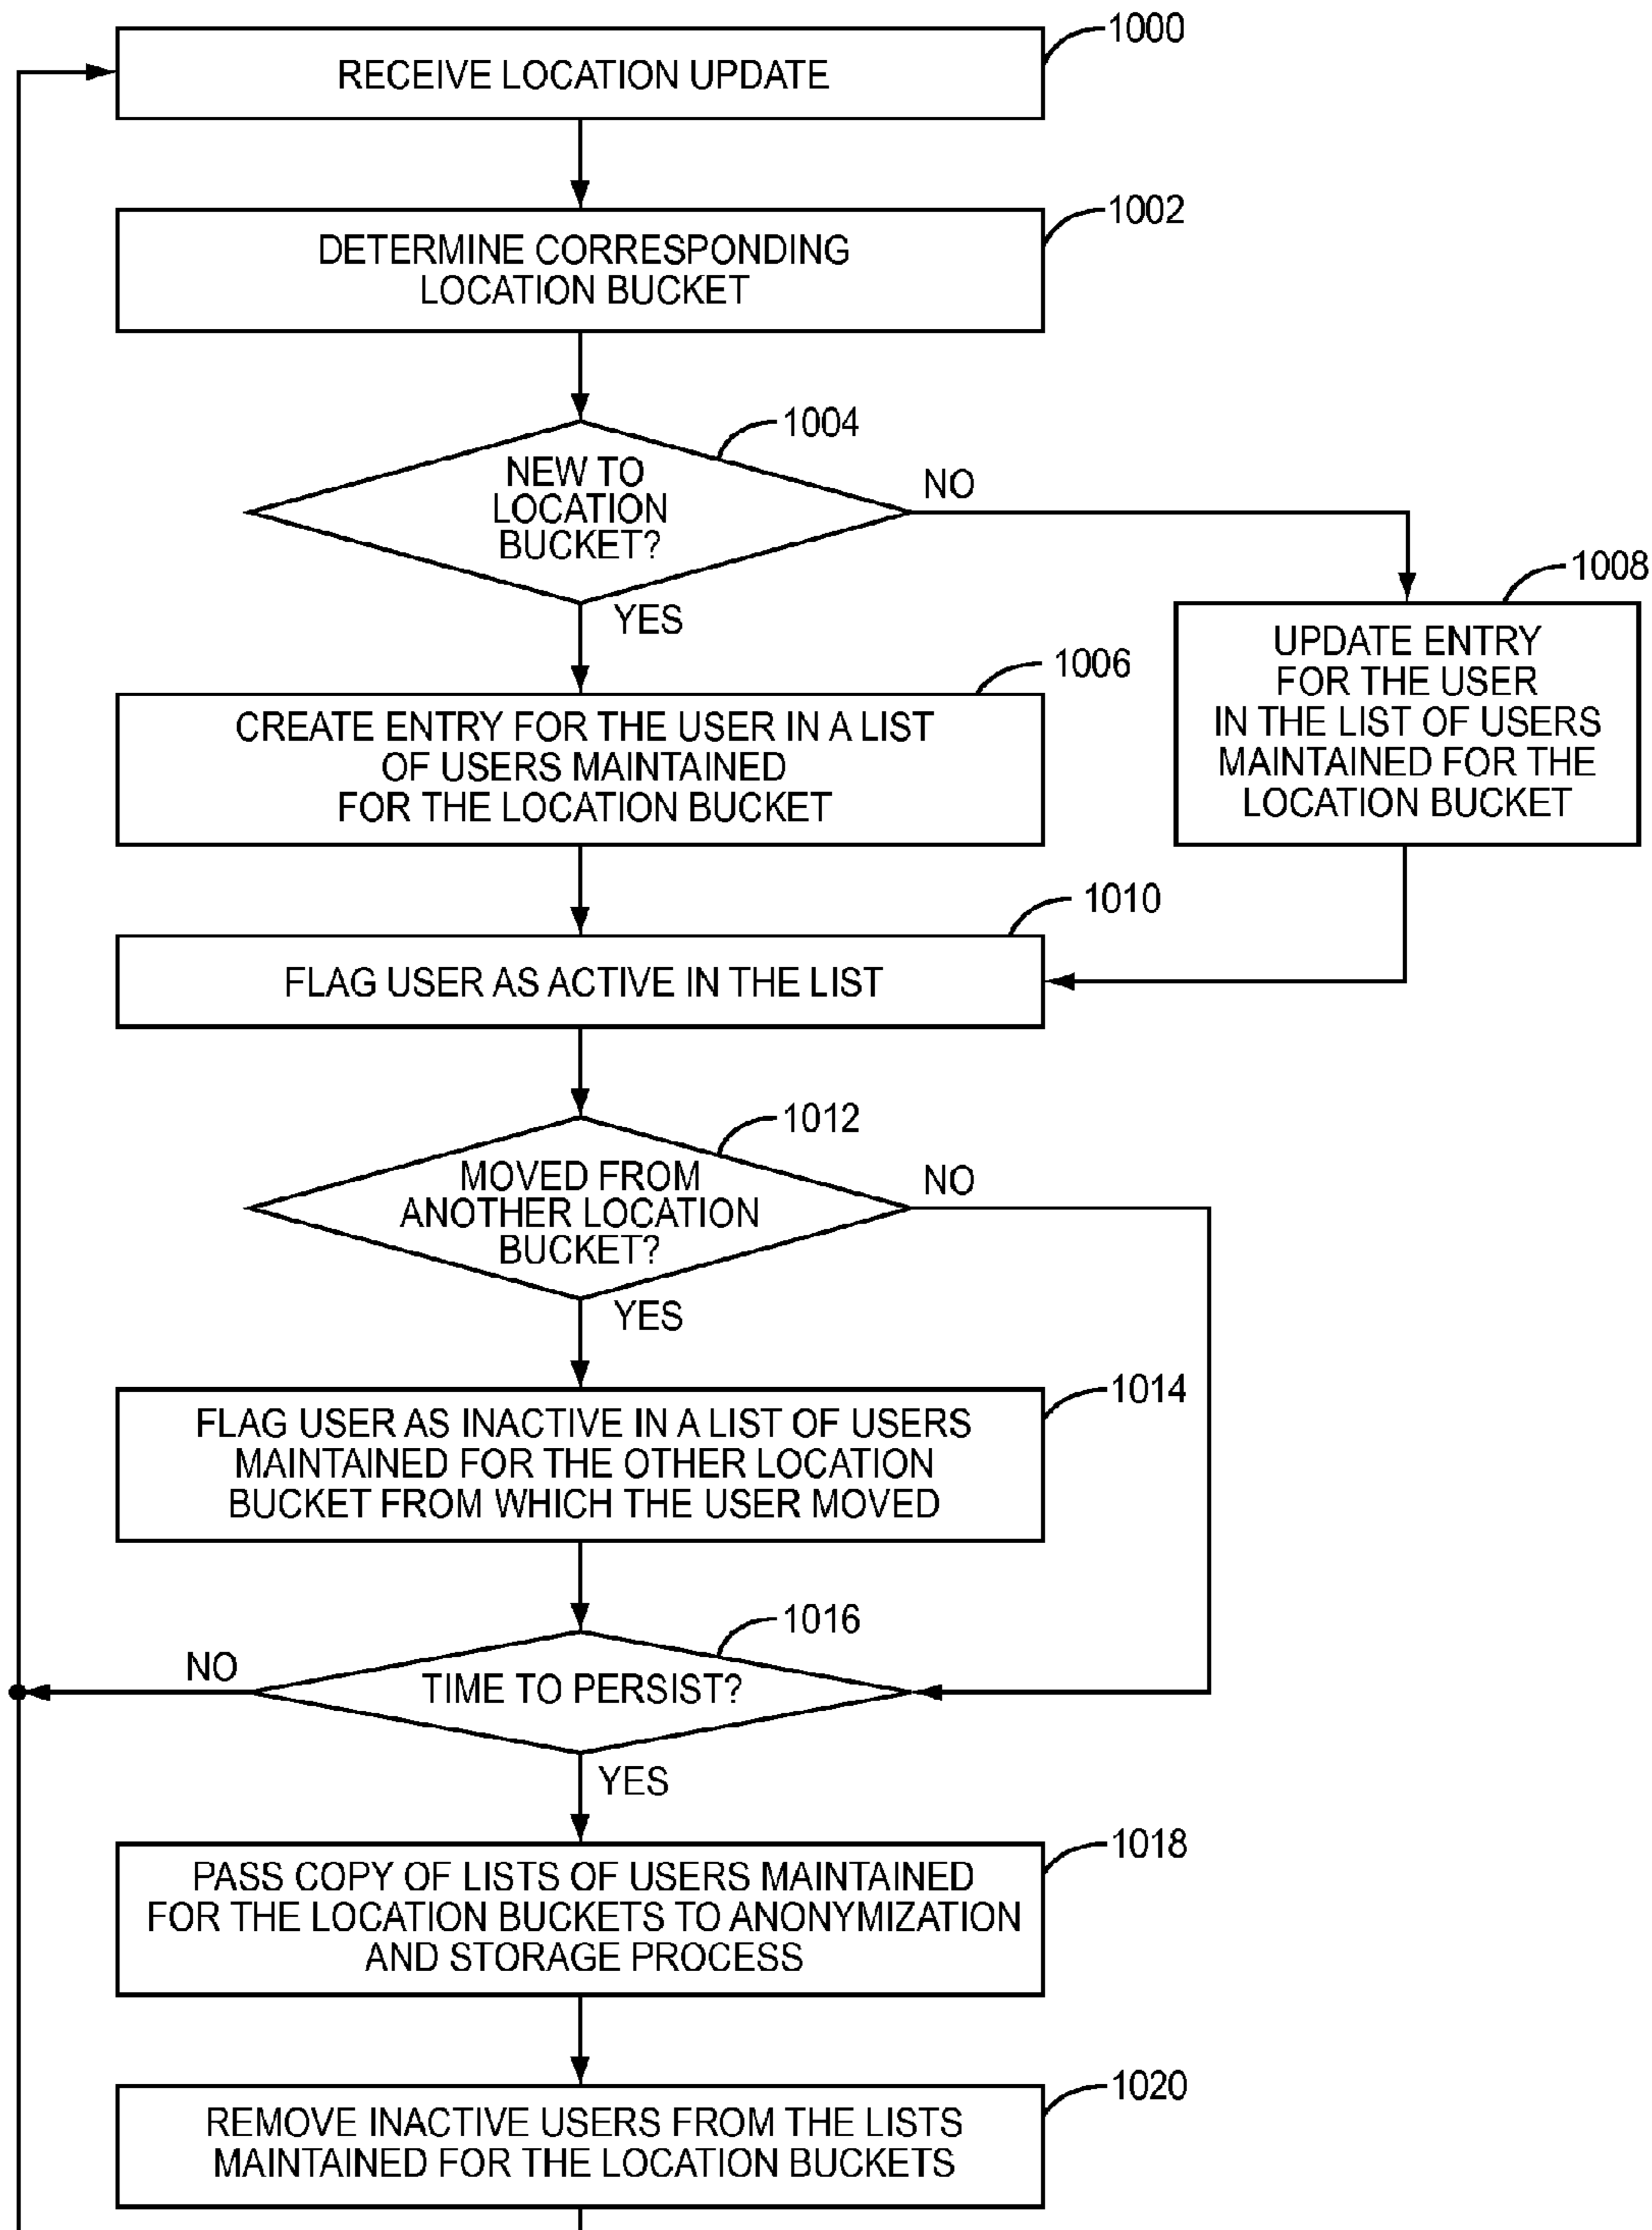 1000
RECEIVE LOCATION UPDATE
1002
DETERMINE CORRESPONDING
LOCATION BUCKET
1004
NEW TO
LOCATION
BUCKET?
NO
YES
1008
UPDATE ENTRY
FOR THE USER
IN THE LIST OF USERS
MAINTAINED FOR THE
LOCATION BUCKET
1006
CREATE ENTRY FOR THE USER IN A LIST
OF USERS MAINTAINED
FOR THE LOCATION BUCKET
1010
FLAG USER AS ACTIVE IN THE LIST
1012
MOVED FROM
ANOTHER LOCATION
BUCKET?
NO
YES
1014
FLAG USER AS INACTIVE IN A LIST OF USERS
MAINTAINED FOR THE OTHER LOCATION
BUCKET FROM WHICH THE USER MOVED
1016
NO
TIME TO PERSIST?
YES
1018
PASS COPY OF LISTS OF USERS MAINTAINED
FOR THE LOCATION BUCKETS TO ANONYMIZATION
AND STORAGE PROCESS
1020
REMOVE INACTIVE USERS FROM THE LISTS
MAINTAINED FOR THE LOCATION BUCKETS